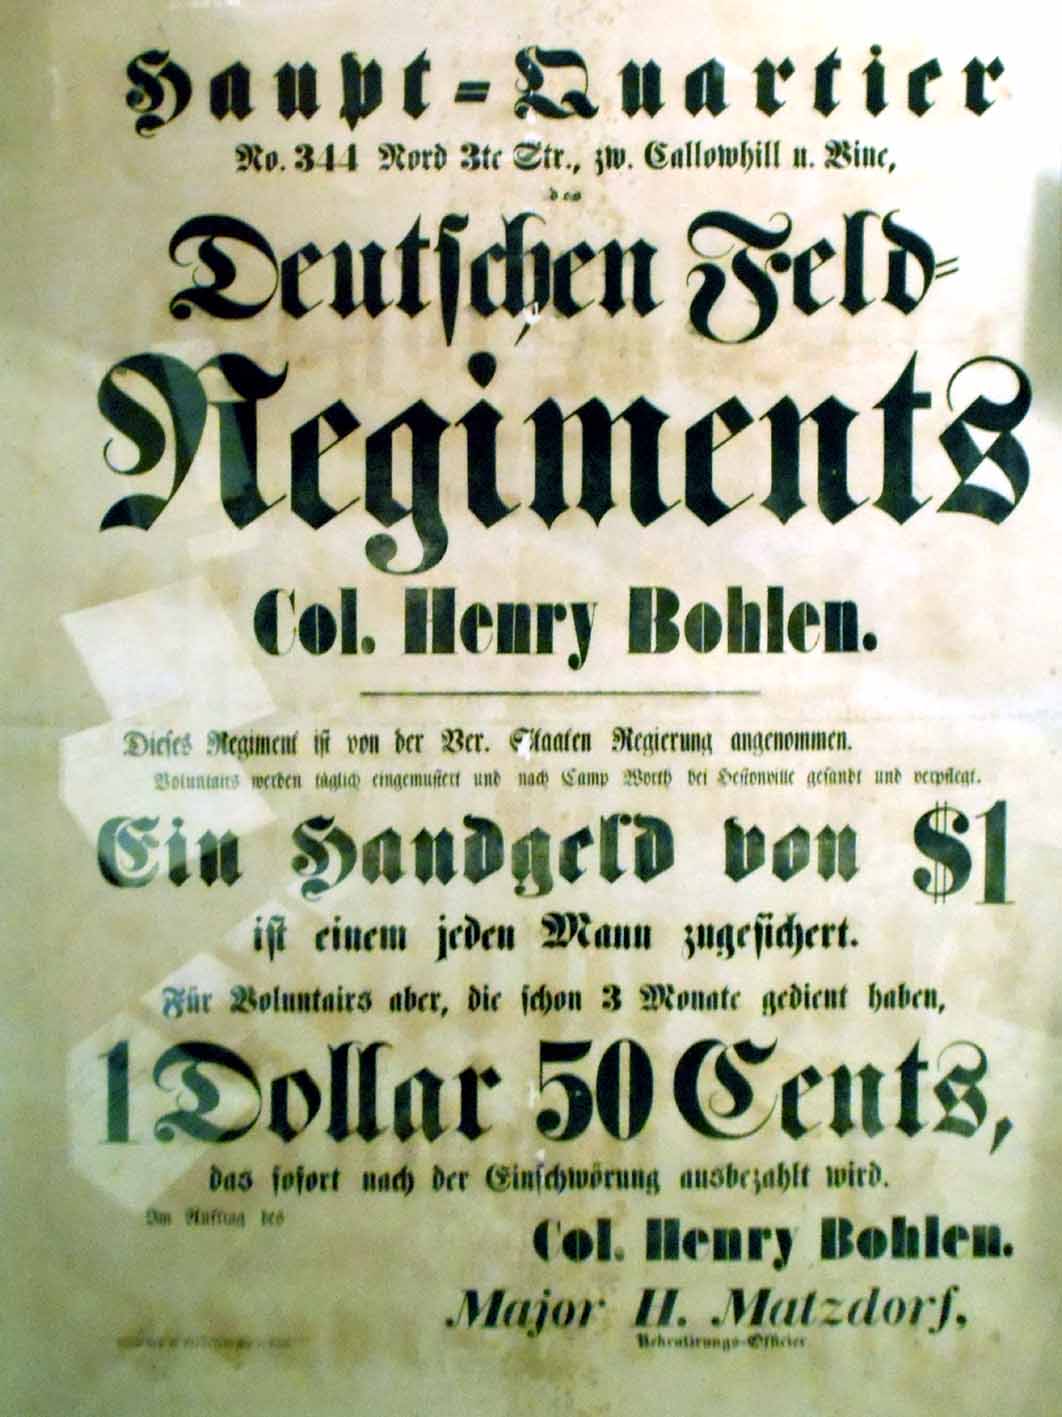 Haupt=Quartier
No. 344 Nord 3te Str., zw. Callowhill u. Vine,
des
Deutschen Feld=
Regiments
Col. Henry Bohlen.
Dieses Regiment ist von der Ver. Staaten Regierung angenommen.
Voluntairs werden täglich eingemustert und nach Camp Worth bei Hestonville gesandt und verpflegt.
Ein Handgeld von $1
ist einem jeden Mann zugesichert.
Für Voluntairs aber, die schon 3 Monate gedient haben,
1 Dollar 50 Cents,
das sofort nach der Einschwörung ausbezahlt wird.
Im Auftrag des
Col. Henry Bohlen.
Major H. Matzdorf,
Rekrutirungs=Officier